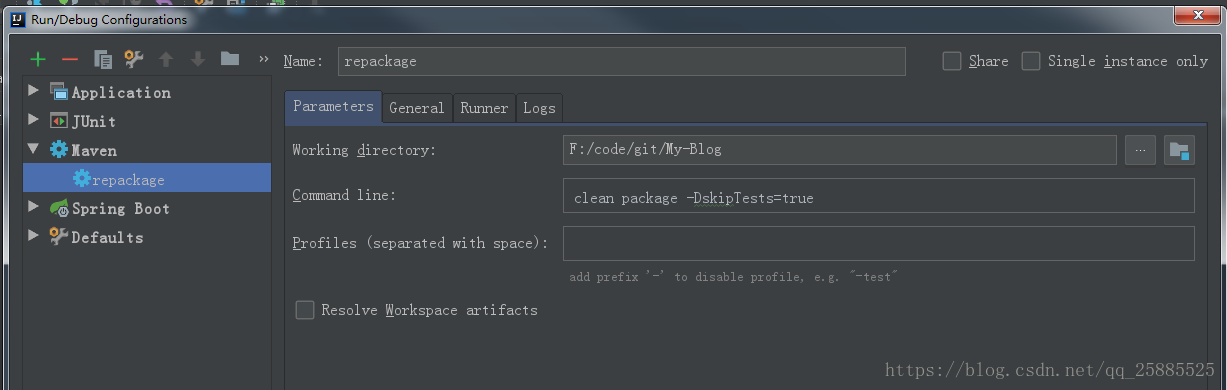 Run/Debug Configurations
Name: repackage Share Single instance only
Application
JUnit
Maven
repackage
Spring Boot
Defaults
Parameters General Runner Logs
Working directory: F:/code/git/My-Blog ...
Command line: clean package -DskipTests=true
Profiles (separated with space):
add prefix '-' to disable profile, e.g. "-test"
Resolve Workspace artifacts
https://blog.csdn.net/qq_25885525